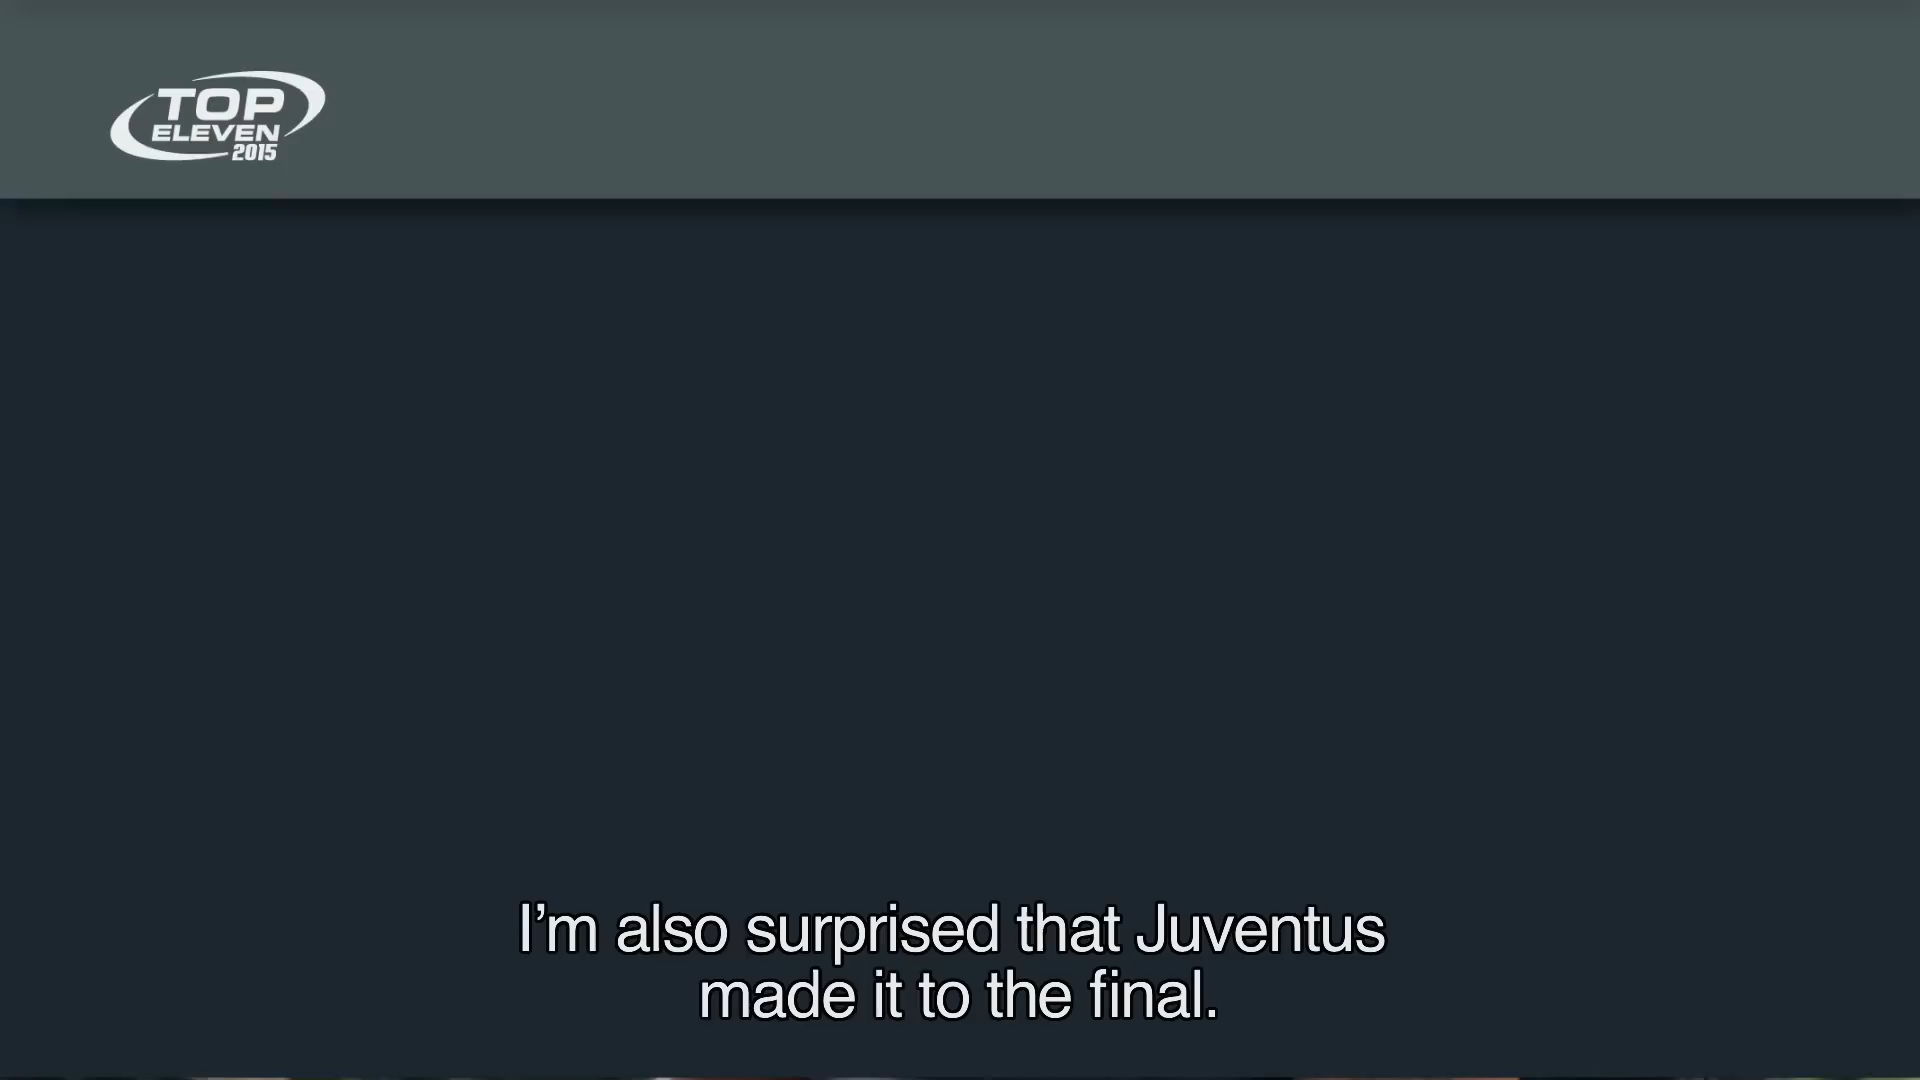 TOP
ELEVEN
2015
I’m also surprised that Juventus
made it to the final.